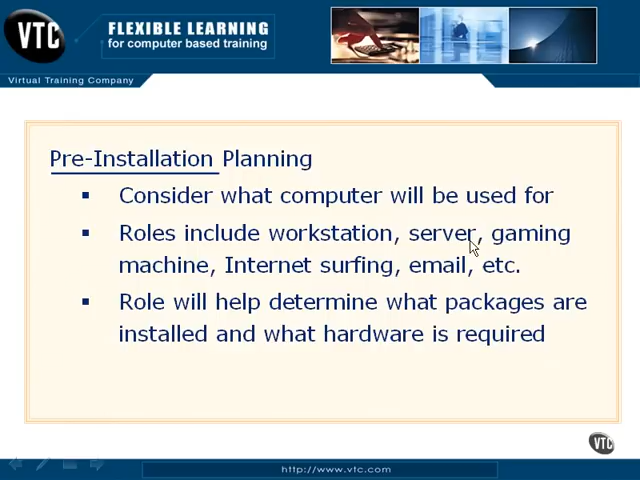 VTC
FLEXIBLE LEARNING
for computer based training
Virtual Training Company
Pre-Installation Planning
▪ Consider what computer will be used for
▪ Roles include workstation, server, gaming
machine, Internet surfing, email, etc.
▪ Role will help determine what packages are
installed and what hardware is required
VTC
http://www.vtc.com